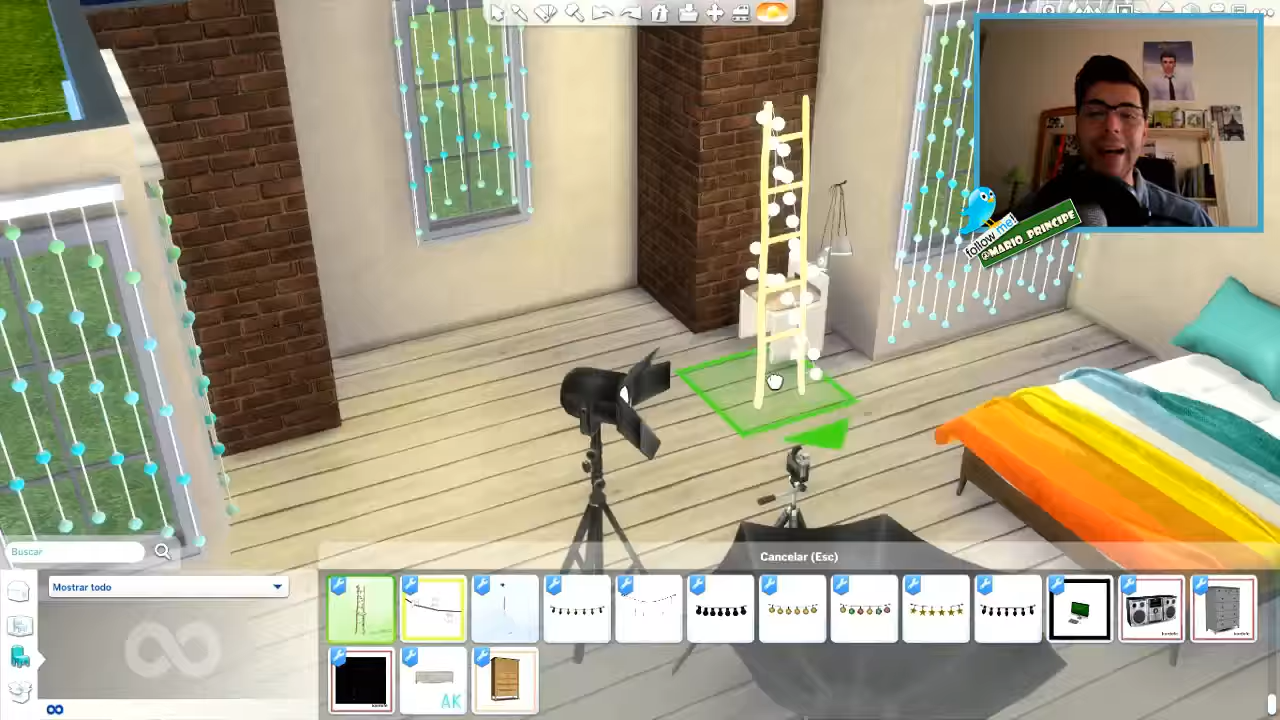 follow me!
@MARIO_PRINCIPE
Buscar
Cancelar (Esc)
Mostrar todo
AK